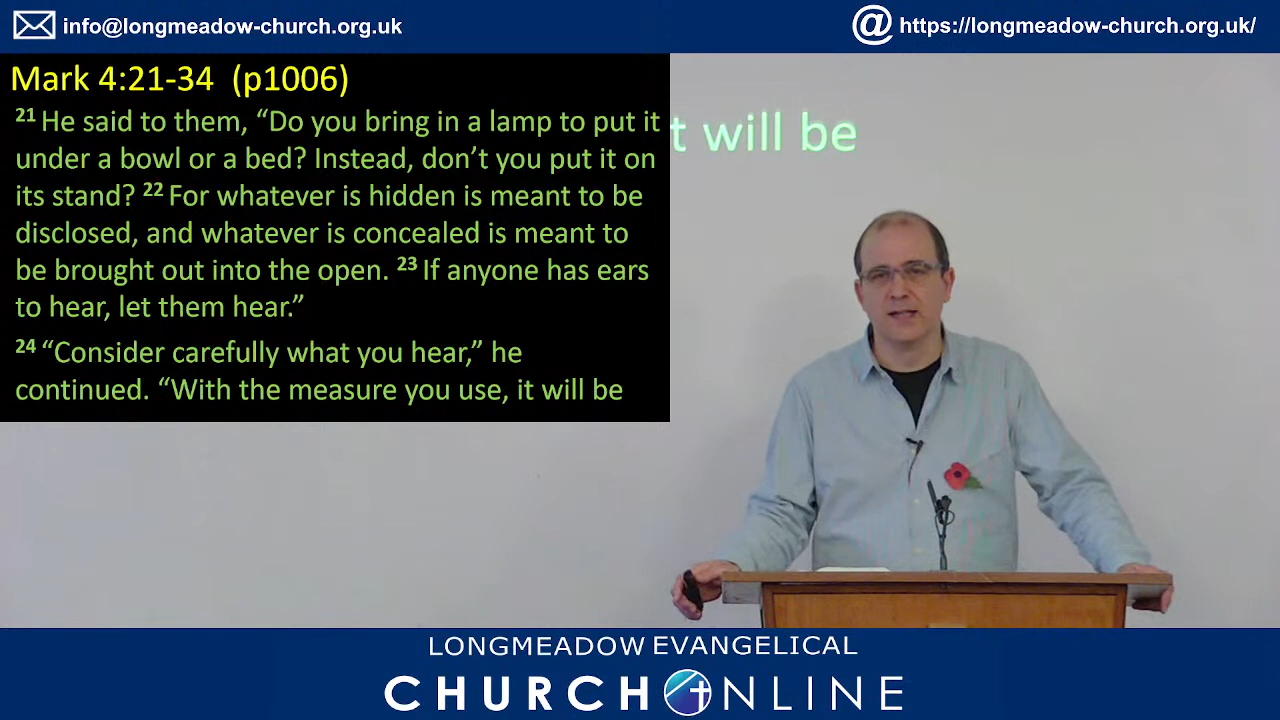 info@longmeadow-church.org.uk
https://longmeadow-church.org.uk/
Mark 4:21-34 (p1006)
21 He said to them, “Do you bring in a lamp to put it
under a bowl or a bed? Instead, don’t you put it on
its stand? 22 For whatever is hidden is meant to be
disclosed, and whatever is concealed is meant to
be brought out into the open. 23 If anyone has ears
to hear, let them hear.”
24 “Consider carefully what you hear,” he
continued. “With the measure you use, it will be
t will be
LONGMEADOW EVANGELICAL
CHURCH ONLINE